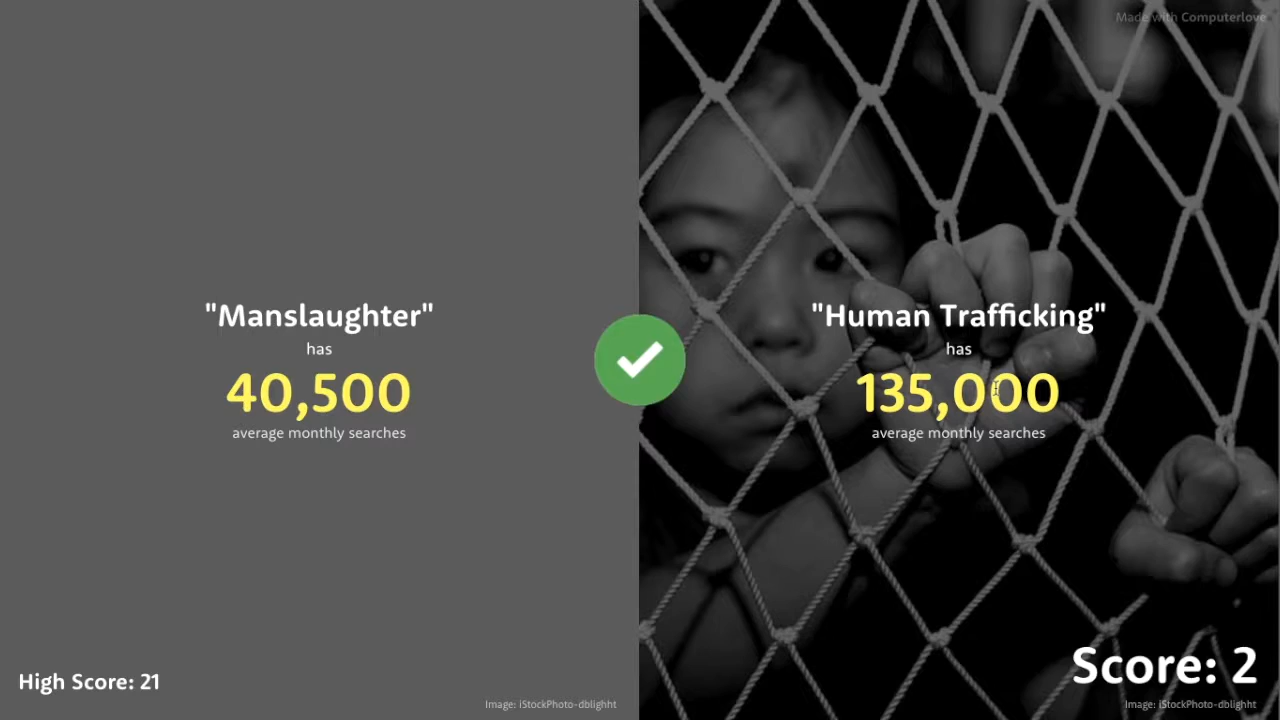 Made with Computerlove
"Manslaughter"
has
40,500
average monthly searches
"Human Trafficking"
has
135,000
average monthly searches
High Score: 21
Image: iStockPhoto-dblighht
Score: 2
Image: iStockPhoto-dblighht